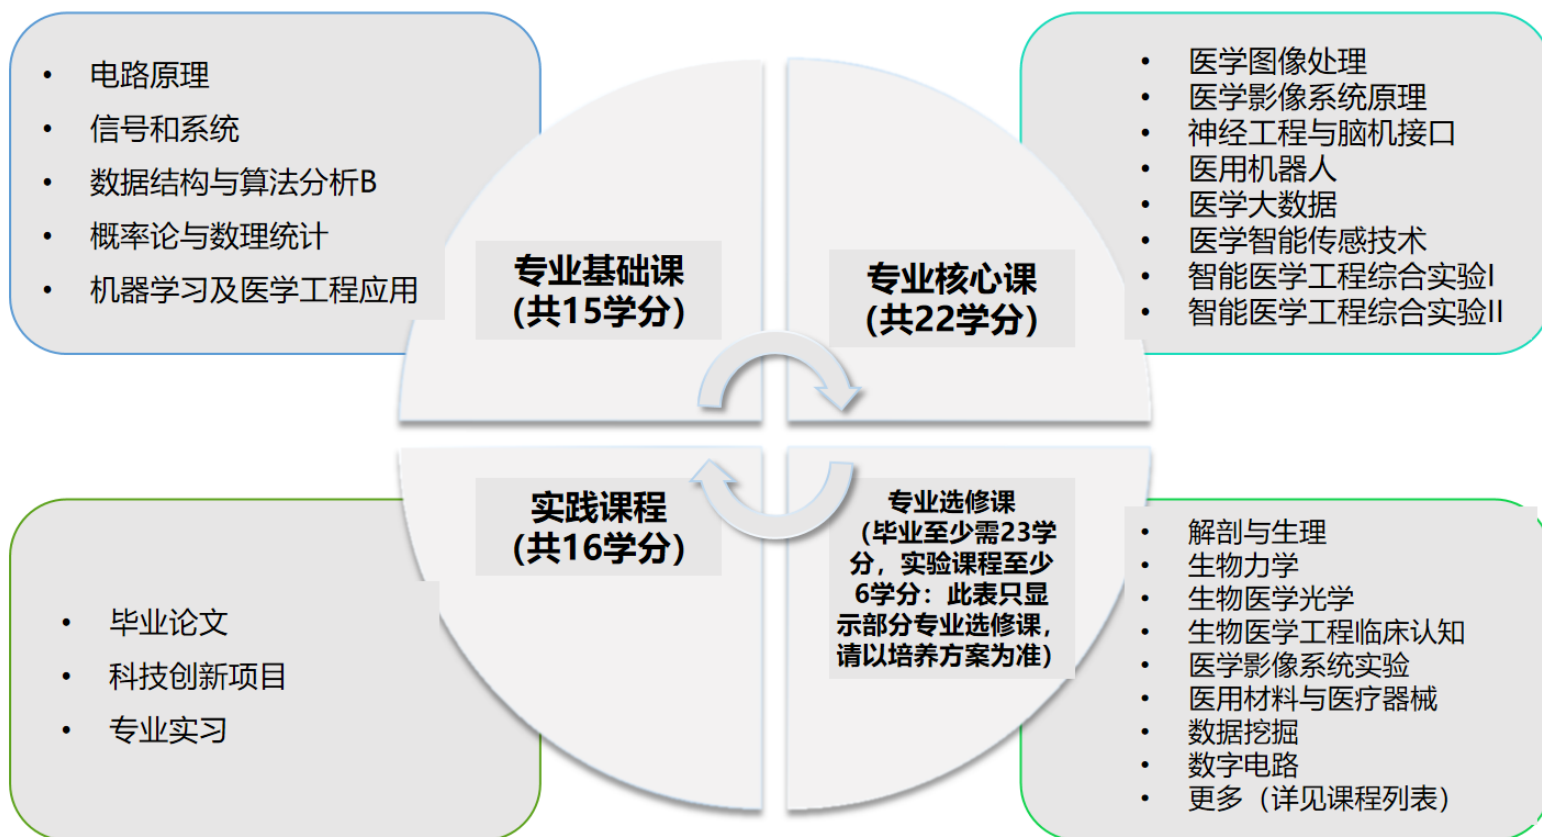 电路原理
信号和系统
数据结构与算法分析B
概率论与数理统计
机器学习及医学工程应用
专业基础课
（共15学分）
专业核心课
（共22学分）
医学图像处理
医学影像系统原理
神经工程与脑机接口
医用机器人
医学大数据
医学智能传感技术
智能医学工程综合实验I
智能医学工程综合实验II
毕业论文
科技创新项目
专业实习
实践课程
（共16学分）
专业选修课
（毕业至少需23学
分，实验课程至少
6学分：此表只显
示部分专业选修课，
请以培养方案为准）
解剖与生理
生物力学
生物医学光学
生物医学工程临床认知
医学影像系统实验
医用材料与医疗器械
数据挖掘
数字电路
更多（详见课程列表）